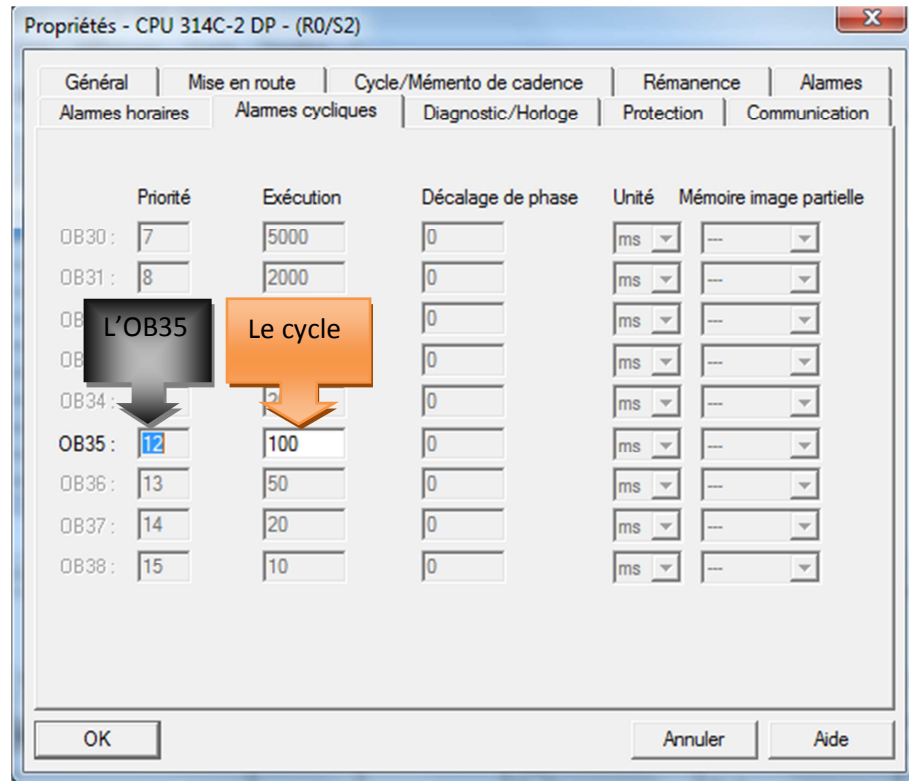 Propriétés - CPU 314C-2 DP - (R0/S2)
Général Mise en route Cycle/Mémento de cadence Rémanence Alarmes
Alarmes horaires Alarmes cycliques Diagnostic/Horloge Protection Communication
Priorité Exécution Décalage de phase Unité Mémoire image partielle
OB30 : 7 5000 0 ms ---
OB31 : 8 2000 0 ms ---
L'OB35 Le cycle
0 ms ---
0 ms ---
OB34 : 0 ms ---
OB35 : 12 100 0 ms ---
OB36 : 13 50 0 ms ---
OB37 : 14 20 0 ms ---
OB38 : 15 10 0 ms ---
OK Annuler Aide